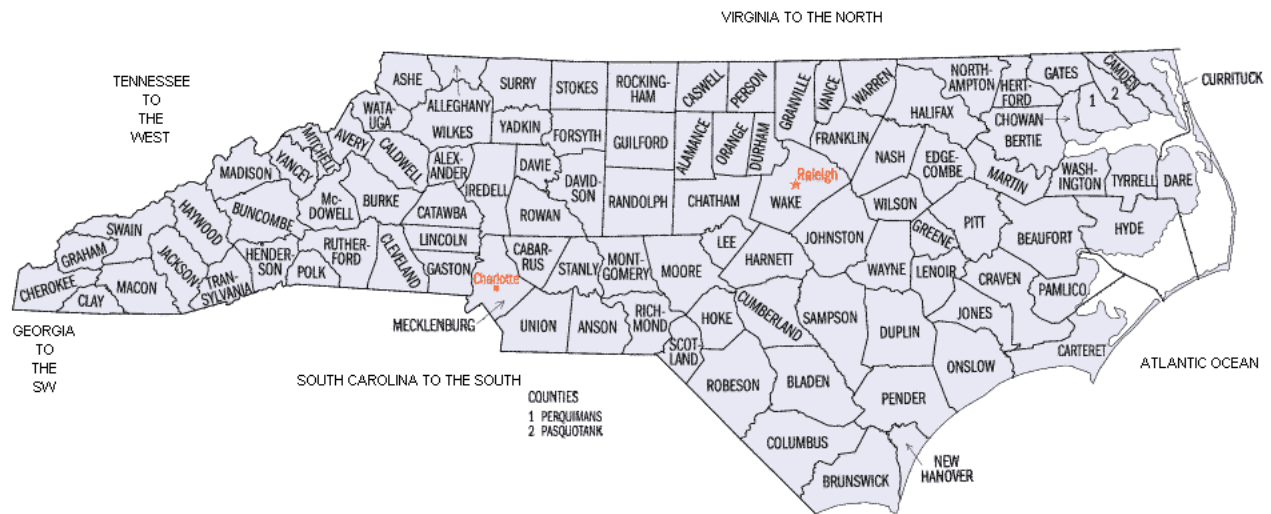 VIRGINIA TO THE NORTH
TENNESSEE
TO
THE
WEST
ASHE
ALLEGHANY
SURRY
STOKES
ROCKING-
HAM
CASWELL
PERSON
GRANVILLE
VANCE
WARREN
NORTH-
AMPTON
HERT-
FORD
GATES
CAMDEN
CURRITUCK
1
2
WATA-
UGA
WILKES
YADKIN
FORSYTH
GUILFORD
ALAMANCE
ORANGE
DURHAM
FRANKLIN
HALIFAX
CHOWAN
BERTIE
MITCHELL
AVERY
CALDWELL
ALEX-
ANDER
IREDELL
DAVIE
DAVID-
SON
NASH
EDGE-
COMBE
MARTIN
WASH-
INGTON
TYRRELL
DARE
MADISON
YANCEY
Mc-
DOWELL
BURKE
CATAWBA
ROWAN
RANDOLPH
CHATHAM
Raleigh
WAKE
WILSON
PITT
BEAUFORT
HYDE
SWAIN
HAYWOOD
BUNCOMBE
RUTHER-
FORD
CLEVELAND
LINCOLN
CABAR-
RUS
STANLY
MONT-
GOMERY
MOORE
LEE
HARNETT
JOHNSTON
GREENE
WAYNE
LENOIR
CRAVEN
PAMLICO
GRAHAM
CHEROKEE
CLAY
MACON
JACKSON
TRAN-
SYLVANIA
HENDER-
SON
POLK
GASTON
Charlotte
MECKLENBURG
UNION
ANSON
RICH-
MOND
SCOT-
LAND
HOKE
CUMBERLAND
SAMPSON
DUPLIN
JONES
ONSLOW
CARTERET
GEORGIA
TO
THE
SW
SOUTH CAROLINA TO THE SOUTH
ATLANTIC OCEAN
ROBESON
BLADEN
PENDER
COUNTIES
1 PERQUIMANS
2 PASQUOTANK
COLUMBUS
BRUNSWICK
NEW
HANOVER